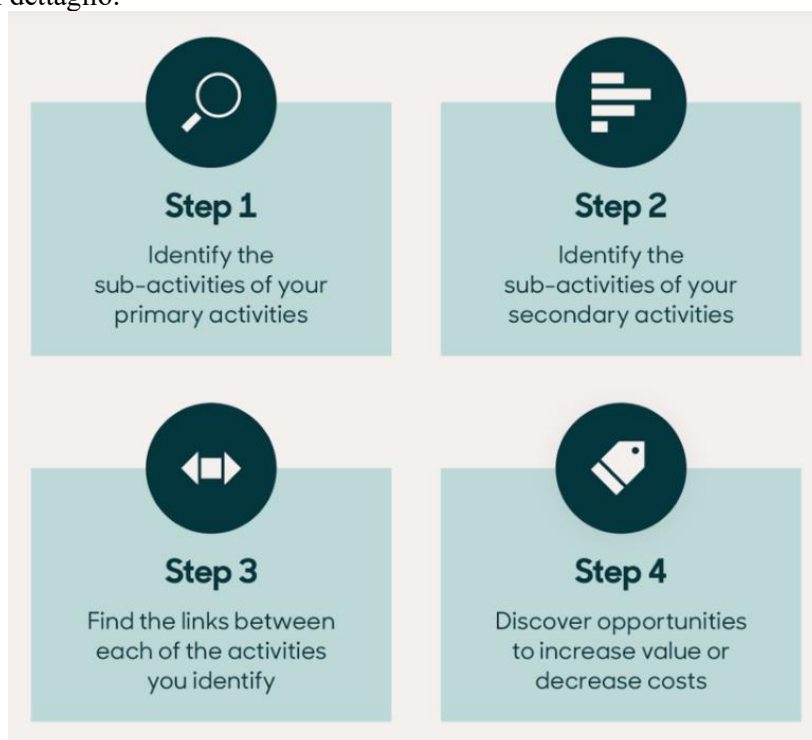 dettaglio.
Step 1
Identify the
sub-activities of your
primary activities
Step 2
Identify the
sub-activities of your
secondary activities
Step 3
Find the links between
each of the activities
you identify
Step 4
Discover opportunities
to increase value or
decrease costs